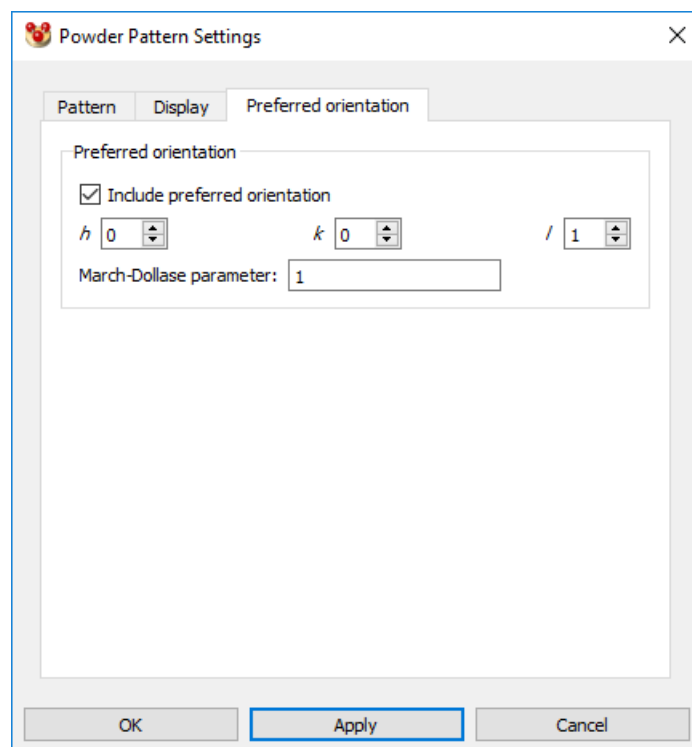 Powder Pattern Settings
Pattern Display Preferred orientation
Preferred orientation
Include preferred orientation
h 0 k 0 l 1
March-Dollase parameter: 1
OK Apply Cancel